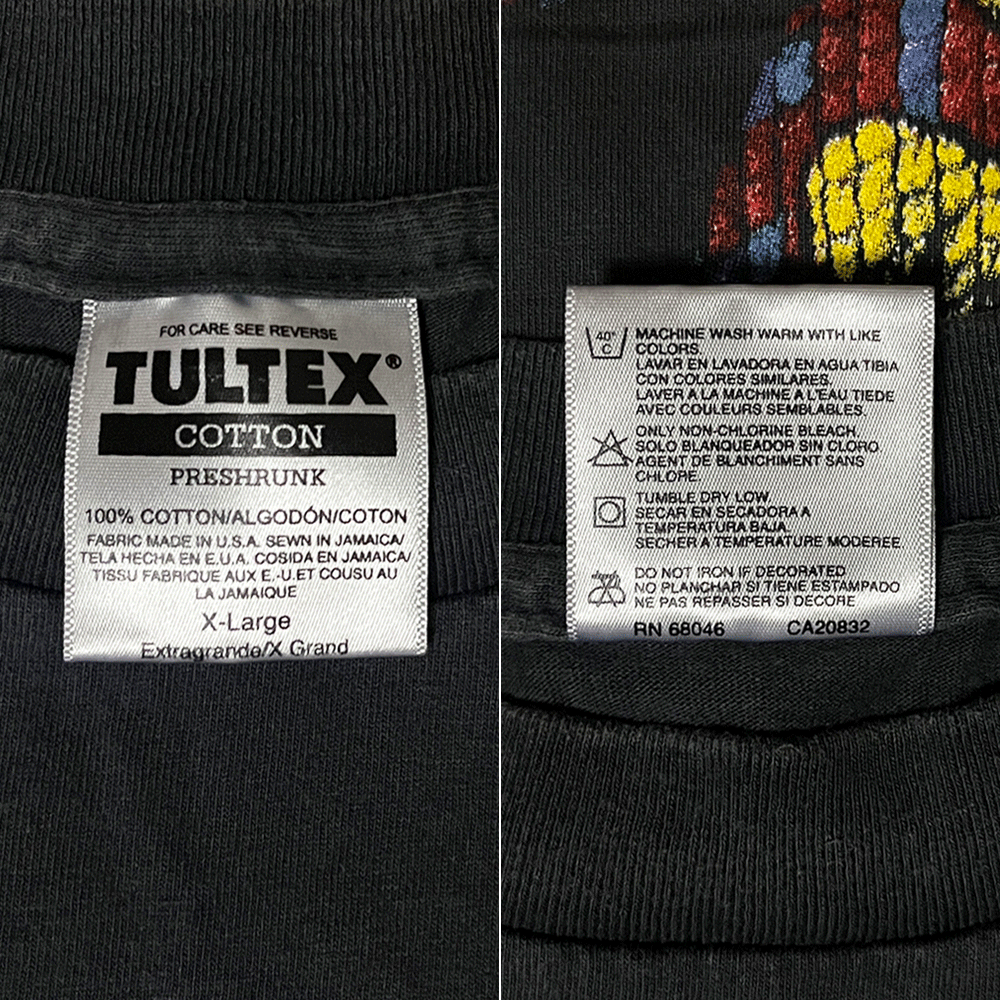 FOR CARE SEE REVERSE
TULTEX®
COTTON
PRESHRUNK
100% COTTON/ALGODÓN/COTON
FABRIC MADE IN U.S.A. SEWN IN JAMAICA/
TELA HECHA EN E.U.A. COSIDA EN JAMAICA/
TISSU FABRIQUE AUX E.-U.ET COUSU AU
LA JAMAIQUE
X-Large
Extragrande/X Grand
40°
C
MACHINE WASH WARM WITH LIKE
COLORS.
LAVAR EN LAVADORA EN AGUA TIBIA
CON COLORES SIMILARES.
LAVER A LA MACHINE A L'EAU TIEDE
AVEC COULEURS SEMBLABLES.
ONLY NON-CHLORINE BLEACH.
SOLO BLANQUEADOR SIN CLORO.
AGENT DE BLANCHIMENT SANS
CHLORE.
TUMBLE DRY LOW.
SECAR EN SECADORA A
TEMPERATURA BAJA.
SECHER A TEMPERATURE MODEREE.
DO NOT IRON IF DECORATED
NO PLANCHAR SI TIENE ESTAMPADO
NE PAS REPASSER SI DECORE
RN 68046 CA20832